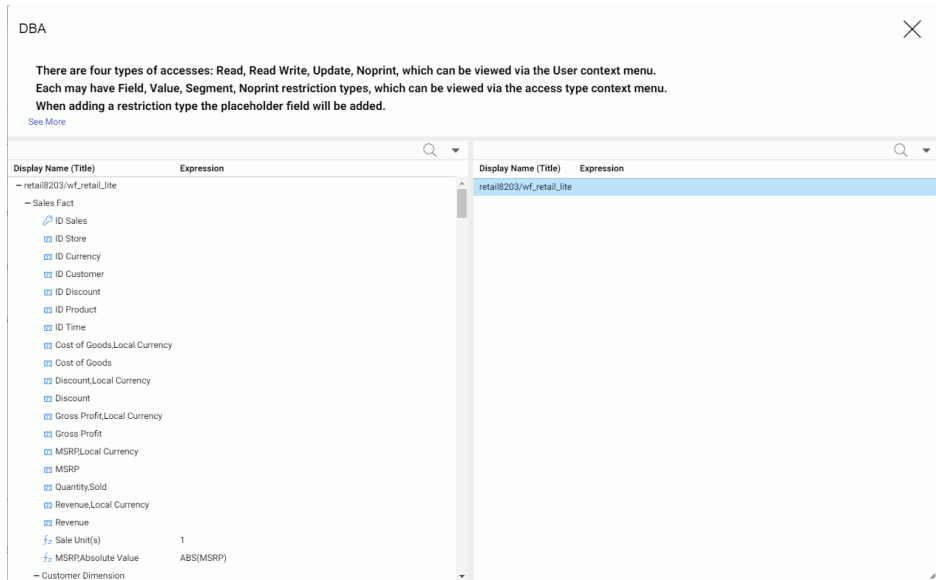 DBA
There are four types of accesses: Read, Read Write, Update, Noprint, which can be viewed via the User context menu.
Each may have Field, Value, Segment, Noprint restriction types, which can be viewed via the access type context menu.
When adding a restriction type the placeholder field will be added.
See More
Display Name (Title) Expression
retail8203/wf_retail_lite
Sales Fact
ID Sales
ID Store
ID Currency
ID Customer
ID Discount
ID Product
ID Time
Cost of Goods,Local Currency
Cost of Goods
Discount,Local Currency
Discount
Gross Profit,Local Currency
Gross Profit
MSRP,Local Currency
MSRP
Quantity,Sold
Revenue,Local Currency
Revenue
Sale Unit(s) 1
MSRP,Absolute Value ABS(MSRP)
Customer Dimension
Display Name (Title) Expression
retail8203/wf_retail_lite